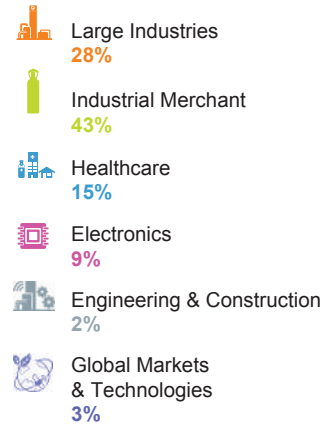 Large Industries
28%
Industrial Merchant
43%
Healthcare
15%
Electronics
9%
Engineering & Construction
2%
Global Markets
& Technologies
3%